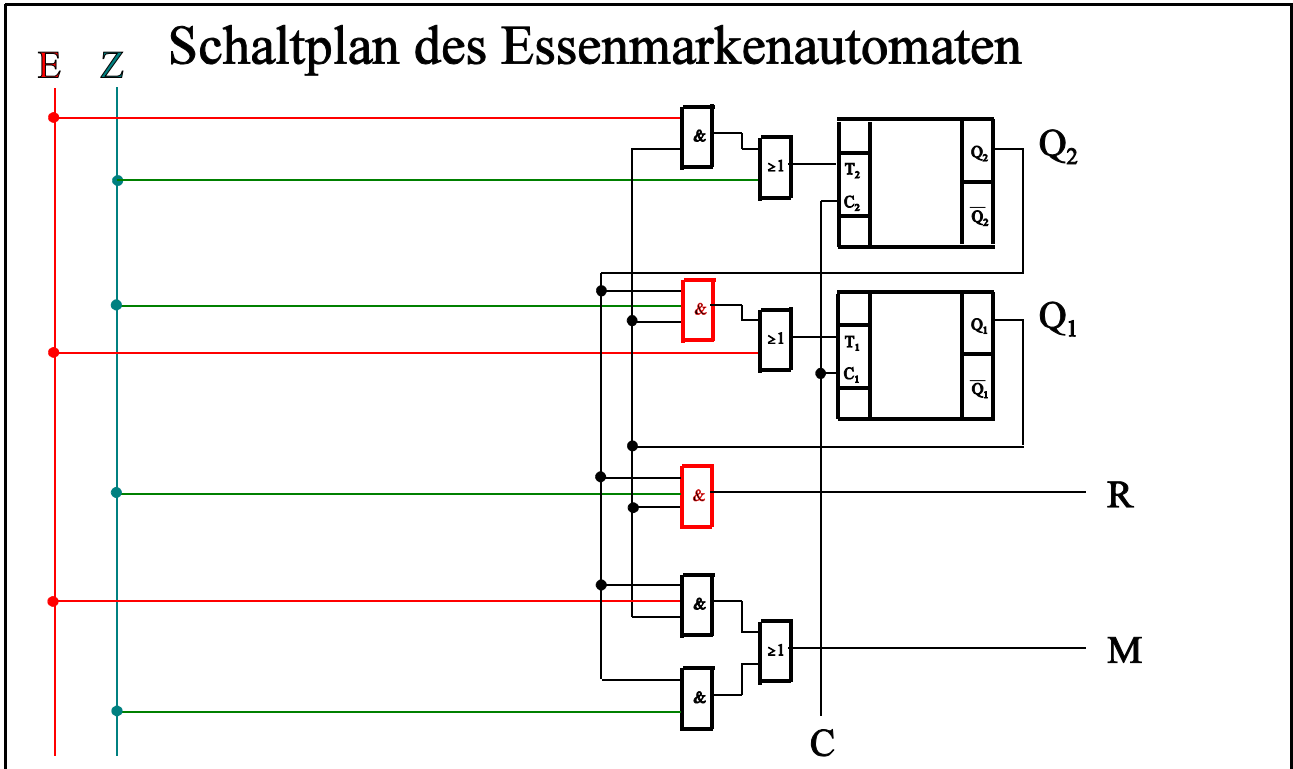 Schaltplan des Essenmarkenautomaten
E Z
&
≥1
T₂
C₂
Q₂
Q̅₂
Q₂
&
≥1
T₁
C₁
Q₁
Q̅₁
Q₁
&
R
&
≥1
M
&
C